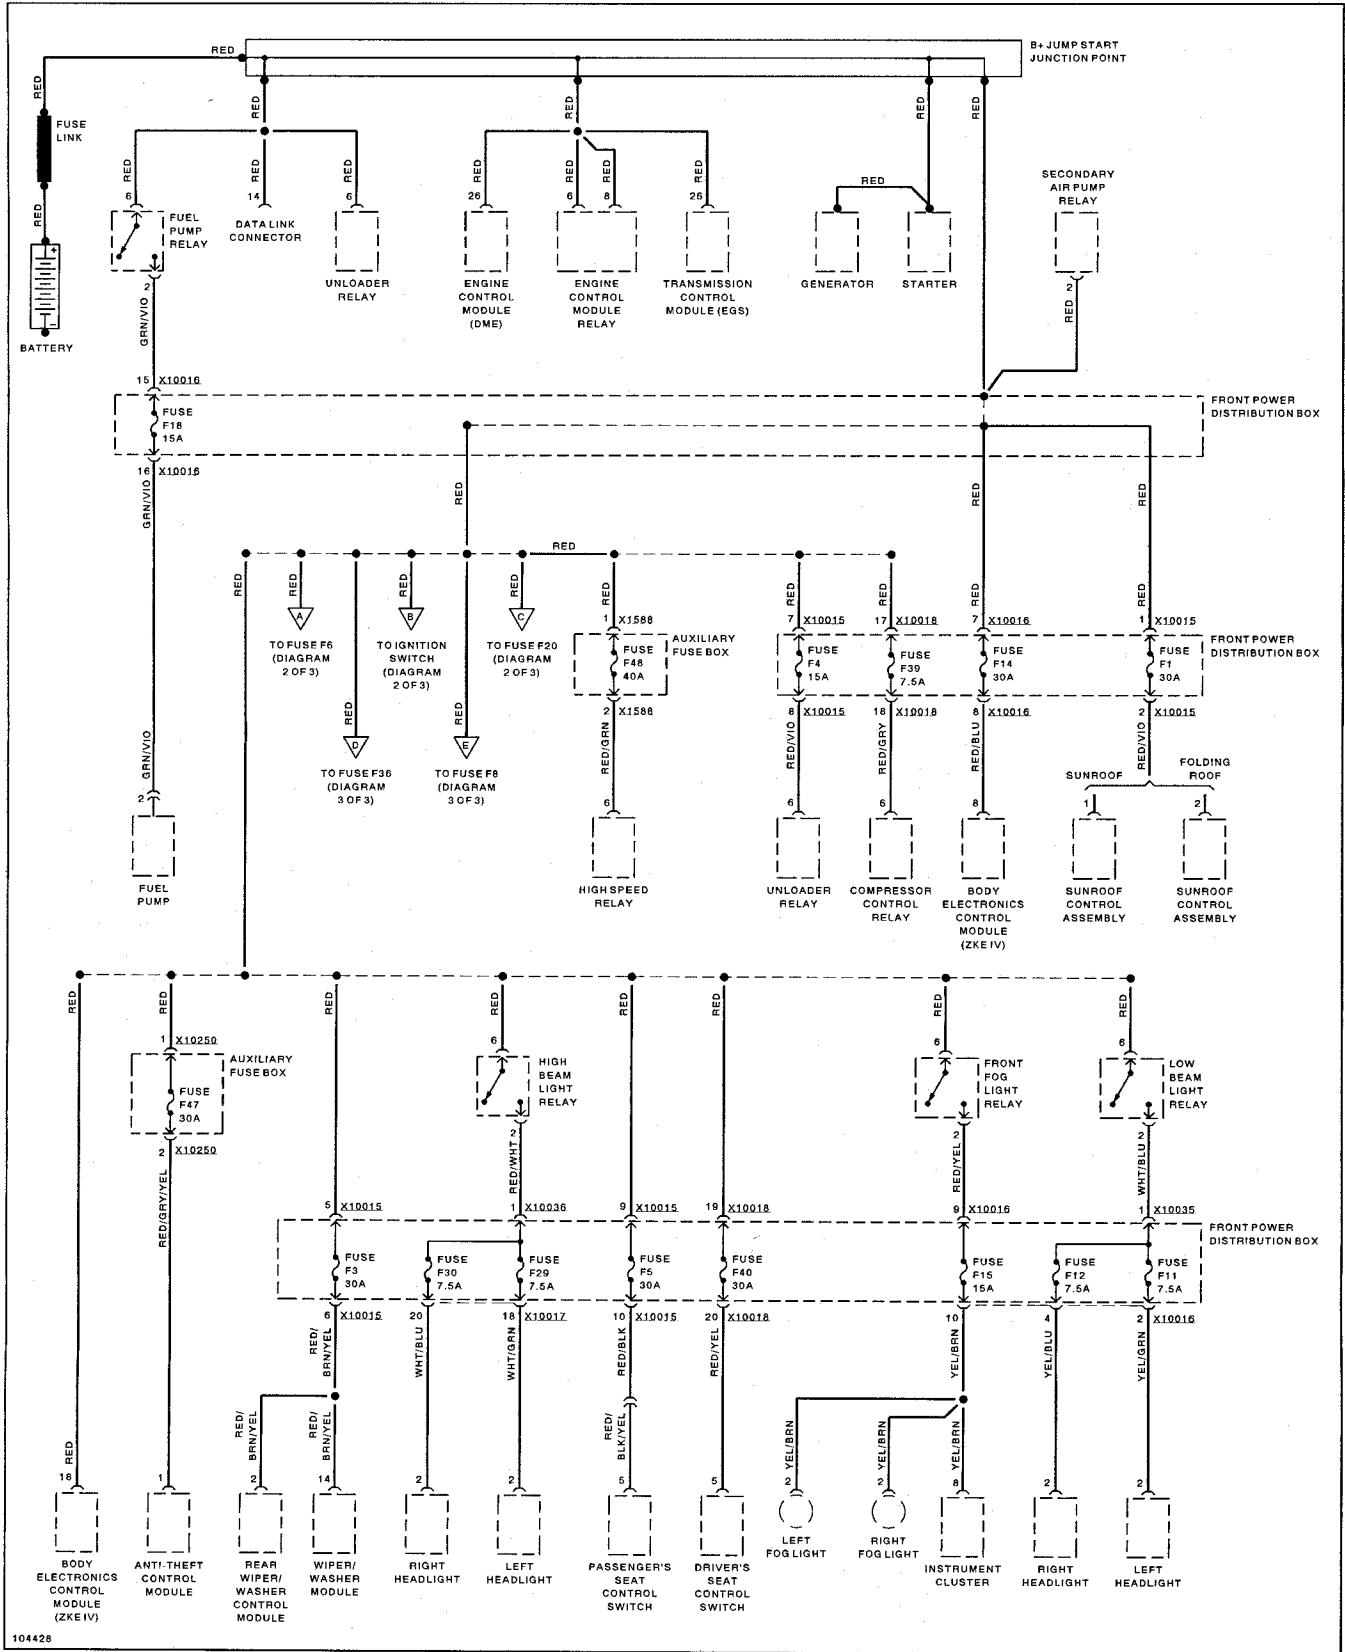 RED
B+ JUMP START
JUNCTION POINT
RED
RED
RED
RED
RED
FUSE
LINK
RED
RED
RED
RED
RED
RED
RED
RED
RED
SECONDARY
AIR PUMP
RELAY
6
14
6
26
6
8
26
RED
FUEL
PUMP
RELAY
DATA LINK
CONNECTOR
UNLOADER
RELAY
ENGINE
CONTROL
MODULE
(DME)
ENGINE
CONTROL
MODULE
RELAY
TRANSMISSION
CONTROL
MODULE (EGS)
GENERATOR
STARTER
+
-
BATTERY
2
GRN/VIO
2
RED
15 X10016
FRONT POWER
DISTRIBUTION BOX
FUSE
F18
15A
16 X10016
GRN/VIO
RED
RED
RED
RED
RED
RED
RED
RED
RED
RED
RED
RED
RED
RED
A
B
C
TO FUSE F6
(DIAGRAM
2 OF 3)
TO IGNITION
SWITCH
(DIAGRAM
2 OF 3)
TO FUSE F20
(DIAGRAM
2 OF 3)
1 X1588
AUXILIARY
FUSE BOX
FUSE
F48
40A
2 X1588
7 X10015
17 X10018
7 X10016
1 X10015
FRONT POWER
DISTRIBUTION BOX
FUSE
F4
15A
FUSE
F39
7.5A
FUSE
F14
30A
FUSE
F1
30A
8 X10015
18 X10018
8 X10016
2 X10015
RED
RED
D
E
TO FUSE F36
(DIAGRAM
3 OF 3)
TO FUSE F8
(DIAGRAM
3 OF 3)
GRN/VIO
RED/GRN
RED/VIO
RED/GRY
RED/BLU
RED/VIO
SUNROOF
FOLDING
ROOF
2
6
6
6
8
1
2
FUEL
PUMP
HIGH SPEED
RELAY
UNLOADER
RELAY
COMPRESSOR
CONTROL
RELAY
BODY
ELECTRONICS
CONTROL
MODULE
(ZKE IV)
SUNROOF
CONTROL
ASSEMBLY
SUNROOF
CONTROL
ASSEMBLY
RED
RED
RED
RED
RED
RED
RED
RED
1 X10250
AUXILIARY
FUSE BOX
FUSE
F47
30A
2 X10250
6
HIGH
BEAM
LIGHT
RELAY
2
6
FRONT
FOG
LIGHT
RELAY
2
6
LOW
BEAM
LIGHT
RELAY
2
RED/GRY/YEL
RED/WHT
RED/YEL
WHT/BLU
5 X10015
1 X10036
9 X10015
19 X10018
9 X10016
1 X10035
FRONT POWER
DISTRIBUTION BOX
FUSE
F3
30A
FUSE
F30
7.5A
FUSE
F29
7.5A
FUSE
F5
30A
FUSE
F40
30A
FUSE
F15
15A
FUSE
F12
7.5A
FUSE
F11
7.5A
6 X10015
20
18 X10017
10 X10015
20 X10018
10
4
2 X10016
RED/
BRN/YEL
WHT/BLU
WHT/GRN
RED/BLK
RED/YEL
YEL/BRN
YEL/BLU
YEL/GRN
RED
RED/
BRN/YEL
RED/
BRN/YEL
RED/
BLK/YEL
YEL/BRN
YEL/BRN
YEL/BRN
18
1
2
14
2
2
5
5
2
2
8
2
2
BODY
ELECTRONICS
CONTROL
MODULE
(ZKE IV)
ANTI-THEFT
CONTROL
MODULE
REAR
WIPER/
WASHER
CONTROL
MODULE
WIPER/
WASHER
MODULE
RIGHT
HEADLIGHT
LEFT
HEADLIGHT
PASSENGER'S
SEAT
CONTROL
SWITCH
DRIVER'S
SEAT
CONTROL
SWITCH
LEFT
FOG LIGHT
RIGHT
FOG LIGHT
INSTRUMENT
CLUSTER
RIGHT
HEADLIGHT
LEFT
HEADLIGHT
104428